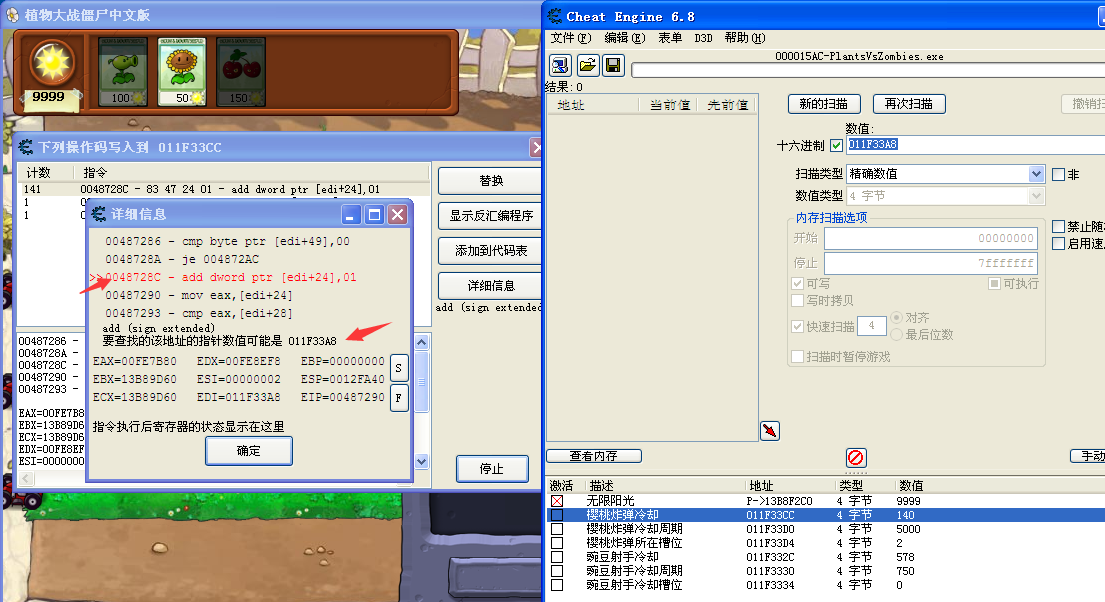 植物大战僵尸中文版
9999
100
50
150
下列操作码写入到 011F33CC
计数 指令
141 0048728C - 83 47 24 01 - add dword ptr [edi+24],01
1 0
1 0
替换
显示反汇编程序
添加到代码表
详细信息
add (sign extended)
详细信息
00487286 - cmp byte ptr [edi+49],00
0048728A - je 004872AC
>>0048728C - add dword ptr [edi+24],01
00487290 - mov eax,[edi+24]
00487293 - cmp eax,[edi+28]
add (sign extended)
要查找的该地址的指针数值可能是 011F33A8
EAX=00FE7B80 EDX=00FE8EF8 EBP=00000000
EBX=13B89D60 ESI=00000002 ESP=0012FA40
ECX=13B89D60 EDI=011F33A8 EIP=00487290
S
F
指令执行后寄存器的状态显示在这里
确定
00487286 -
0048728A -
0048728C -
00487290 -
00487293 -
EAX=00FE7B8
EBX=13B89D6
ECX=13B89D6
EDX=00FE8EF
ESI=0000000
停止
Cheat Engine 6.8
文件(F) 编辑(E) 表单 D3D 帮助(H)
000015AC-PlantsVsZombies.exe
结果: 0
地址 当前值 先前值
新的扫描 再次扫描 撤销扫
数值:
十六进制 011F33A8
扫描类型 精确数值 非
数值类型 4 字节
内存扫描选项
开始 00000000
停止 7fffffff
可写 可执行
写时拷贝
快速扫描 4 对齐
最后位数
扫描时暂停游戏
禁止随
启用速
查看内存 手动
激活 描述 地址 类型 数值
无限阳光 P->13B8F2C0 4 字节 9999
樱桃炸弹冷却 011F33CC 4 字节 140
樱桃炸弹冷却周期 011F33D0 4 字节 5000
樱桃炸弹所在槽位 011F33D4 4 字节 2
豌豆射手冷却 011F332C 4 字节 578
豌豆射手冷却周期 011F3330 4 字节 750
豌豆射手冷却槽位 011F3334 4 字节 0